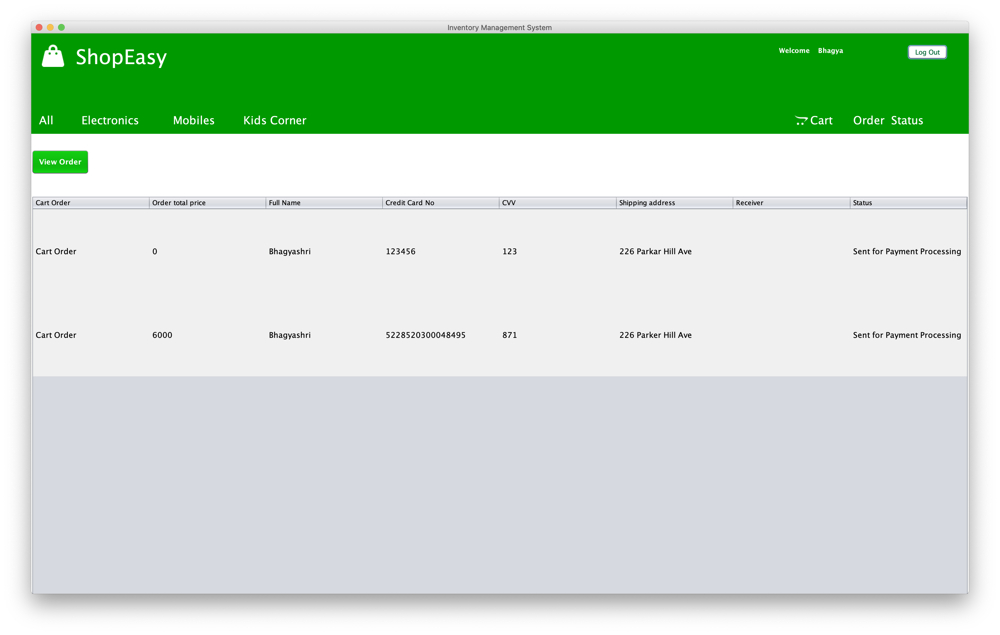 Inventory Management System
ShopEasy
Welcome Bhagya
Log Out
All Electronics Mobiles Kids Corner Cart Order Status
View Order
Cart Order Order total price Full Name Credit Card No CVV Shipping address Receiver Status
Cart Order 0 Bhagyashri 123456 123 226 Parkar Hill Ave Sent for Payment Processing
Cart Order 6000 Bhagyashri 5228520300048495 871 226 Parker Hill Ave Sent for Payment Processing